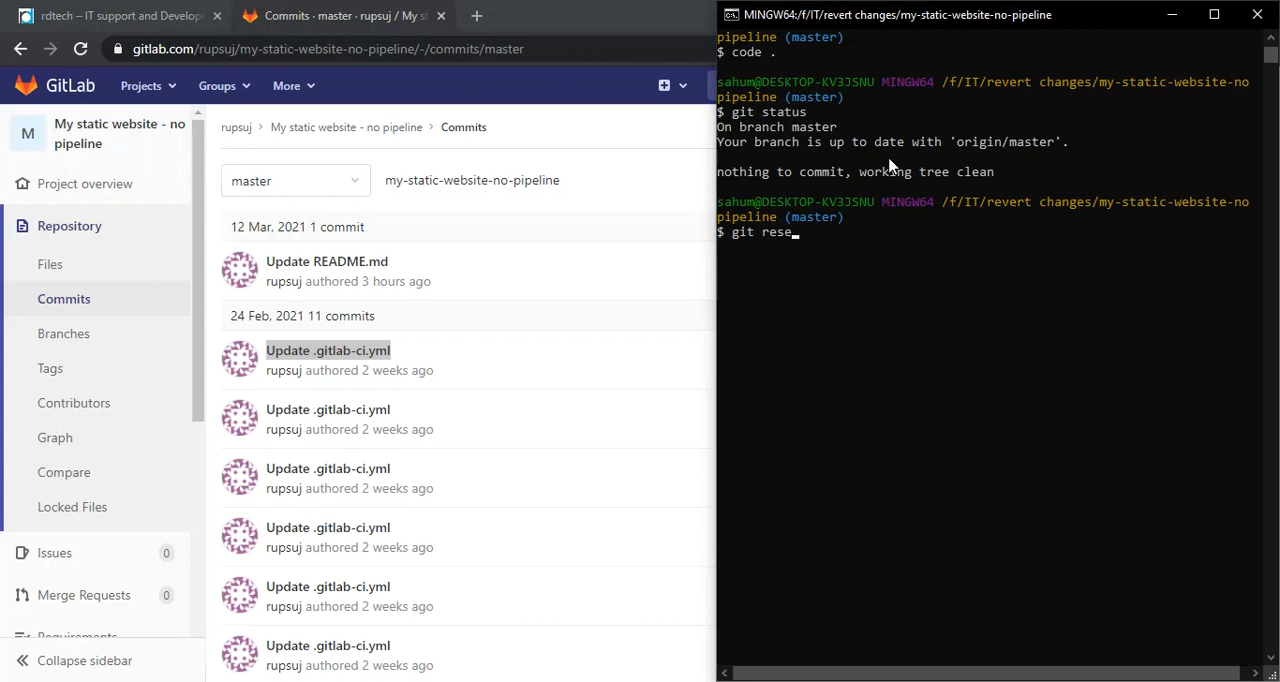 rdtech – IT support and Develop
Commits · master · rupsuj / My st
gitlab.com/rupsuj/my-static-website-no-pipeline/-/commits/master
GitLab
Projects
Groups
More
M
My static website - no
pipeline
Project overview
Repository
Files
Commits
Branches
Tags
Contributors
Graph
Compare
Locked Files
Issues
0
Merge Requests
0
Requirements
Collapse sidebar
rupsuj > My static website - no pipeline > Commits
master
my-static-website-no-pipeline
12 Mar, 2021 1 commit
Update README.md
rupsuj authored 3 hours ago
24 Feb, 2021 11 commits
Update .gitlab-ci.yml
rupsuj authored 2 weeks ago
Update .gitlab-ci.yml
rupsuj authored 2 weeks ago
Update .gitlab-ci.yml
rupsuj authored 2 weeks ago
Update .gitlab-ci.yml
rupsuj authored 2 weeks ago
Update .gitlab-ci.yml
rupsuj authored 2 weeks ago
Update .gitlab-ci.yml
rupsuj authored 2 weeks ago
MINGW64:/f/IT/revert changes/my-static-website-no-pipeline
pipeline (master)
$ code .
sahum@DESKTOP-KV3JSNU MINGW64 /f/IT/revert changes/my-static-website-no
pipeline (master)
$ git status
On branch master
Your branch is up to date with 'origin/master'.
nothing to commit, working tree clean
sahum@DESKTOP-KV3JSNU MINGW64 /f/IT/revert changes/my-static-website-no
pipeline (master)
$ git rese